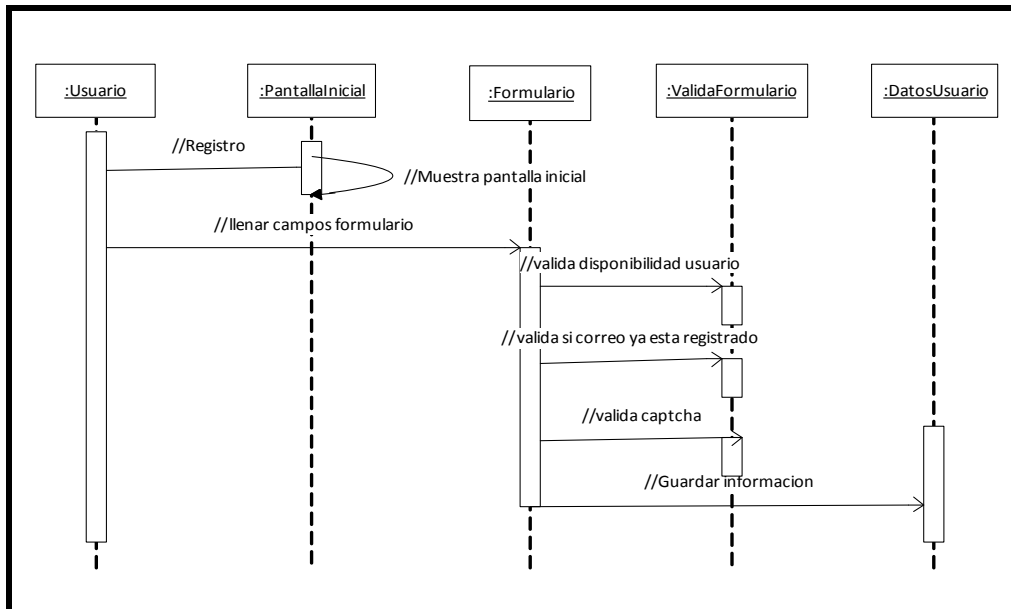 :Usuario
:PantallaInicial
:Formulario
:ValidaFormulario
:DatosUsuario
//Registro
//Muestra pantalla inicial
//llenar campos formulario
//valida disponibilidad usuario
//valida si correo ya esta registrado
//valida captcha
//Guardar informacion